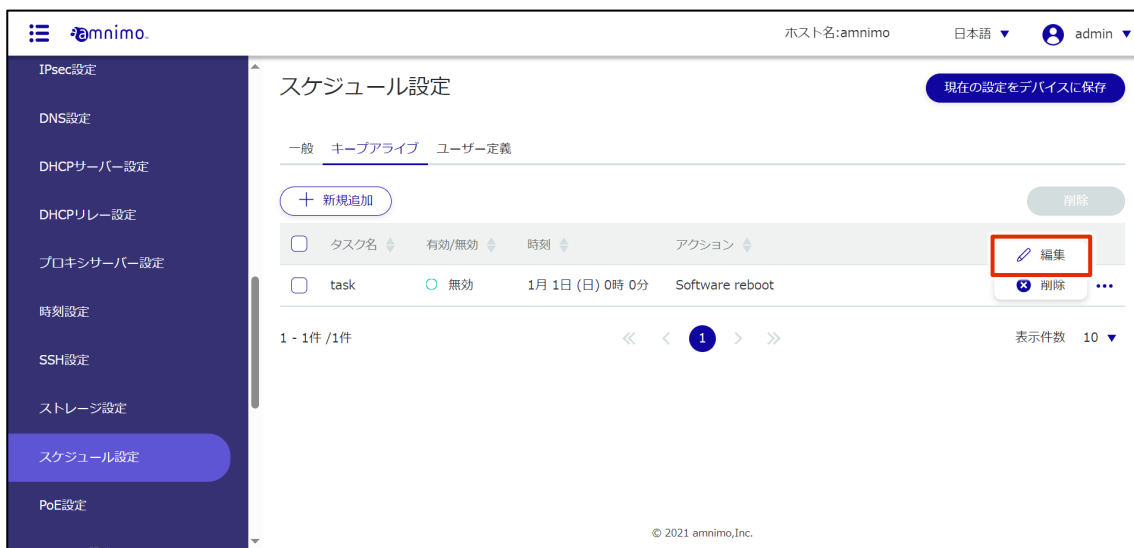 amnimo. ホスト名:amnimo 日本語 ▼ admin ▼
IPsec設定
DNS設定
DHCPサーバー設定
DHCPリレー設定
プロキシサーバー設定
時刻設定
SSH設定
ストレージ設定
スケジュール設定
PoE設定
スケジュール設定 現在の設定をデバイスに保存
一般 キープアライブ ユーザー定義
+ 新規追加 削除
タスク名 有効/無効 時刻 アクション
編集
task 無効 1月 1日 (日) 0時 0分 Software reboot
削除 •••
1 - 1件 /1件 « < 1 > » 表示件数 10 ▼
© 2021 amnimo,Inc.